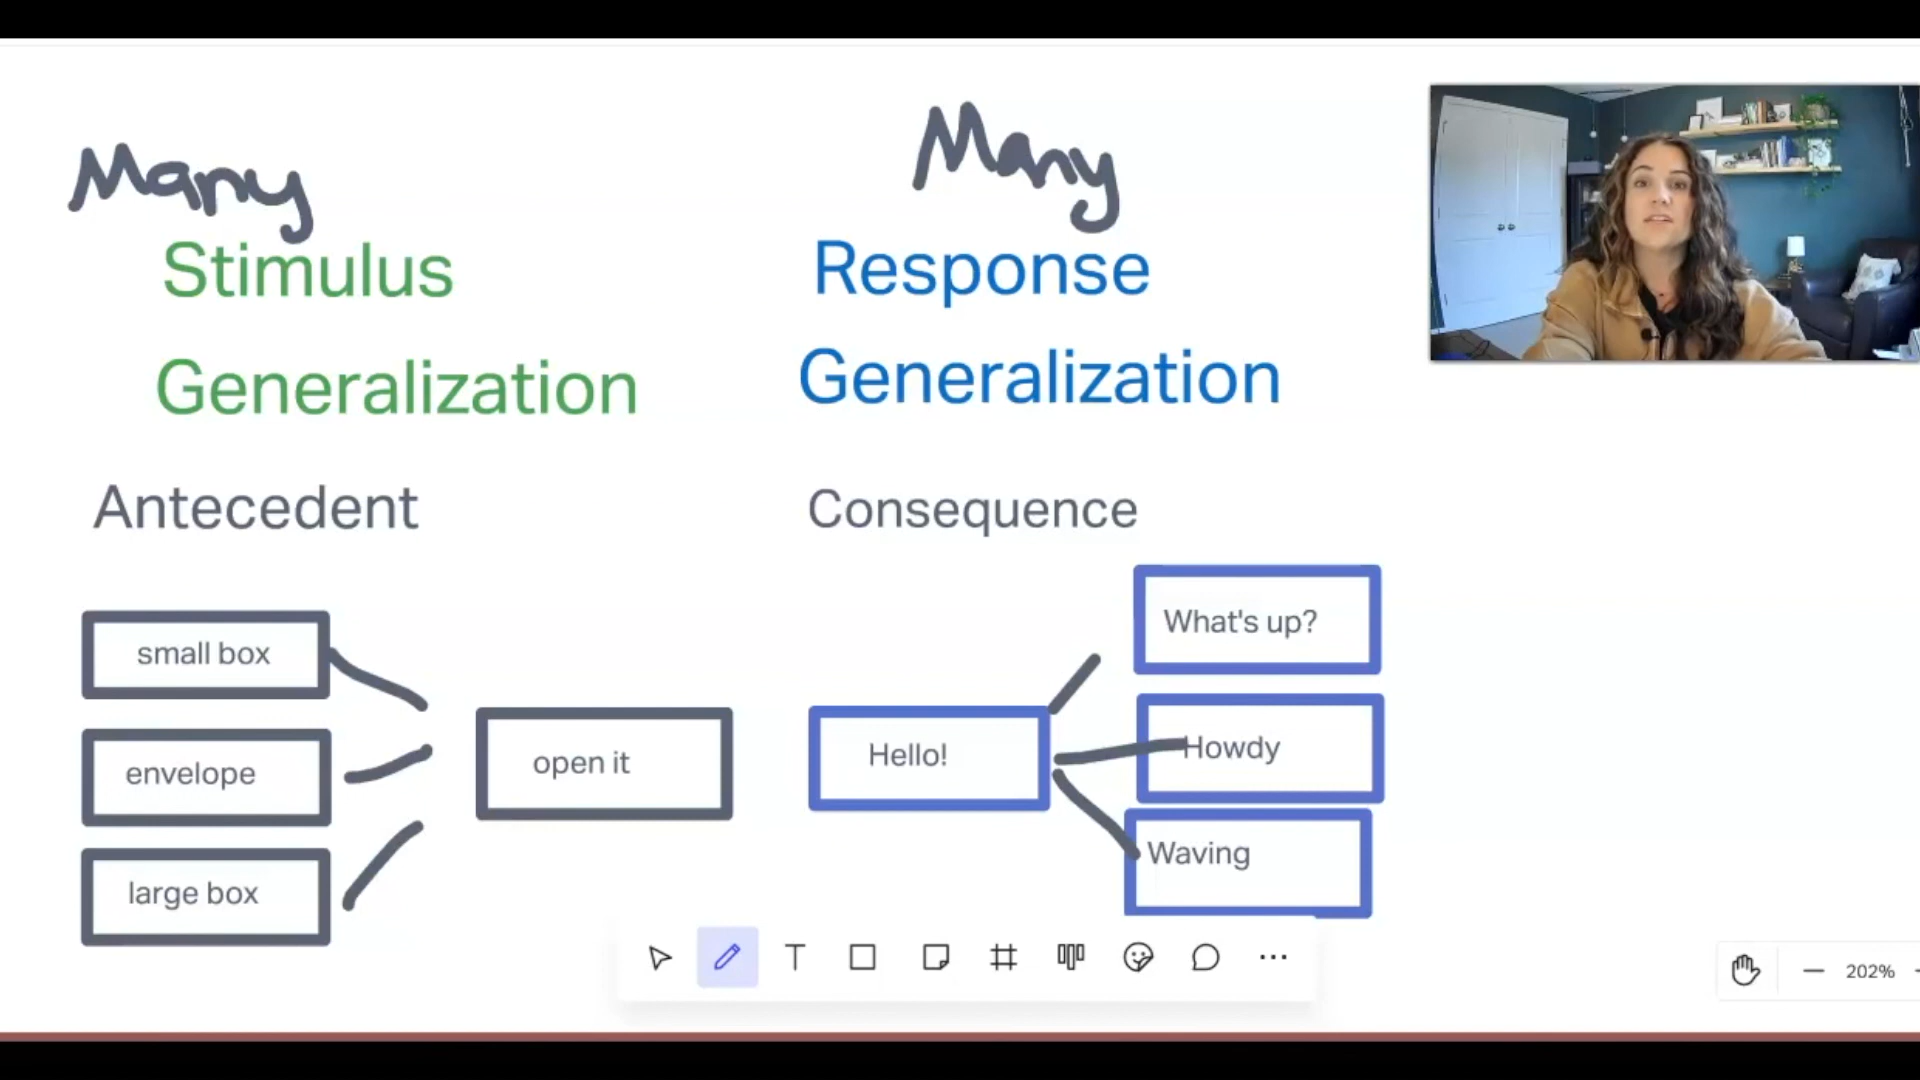 Many
Stimulus
Generalization
Antecedent
small box
envelope
large box
open it
Many
Response
Generalization
Consequence
Hello!
What's up?
Howdy
Waving
T
202%